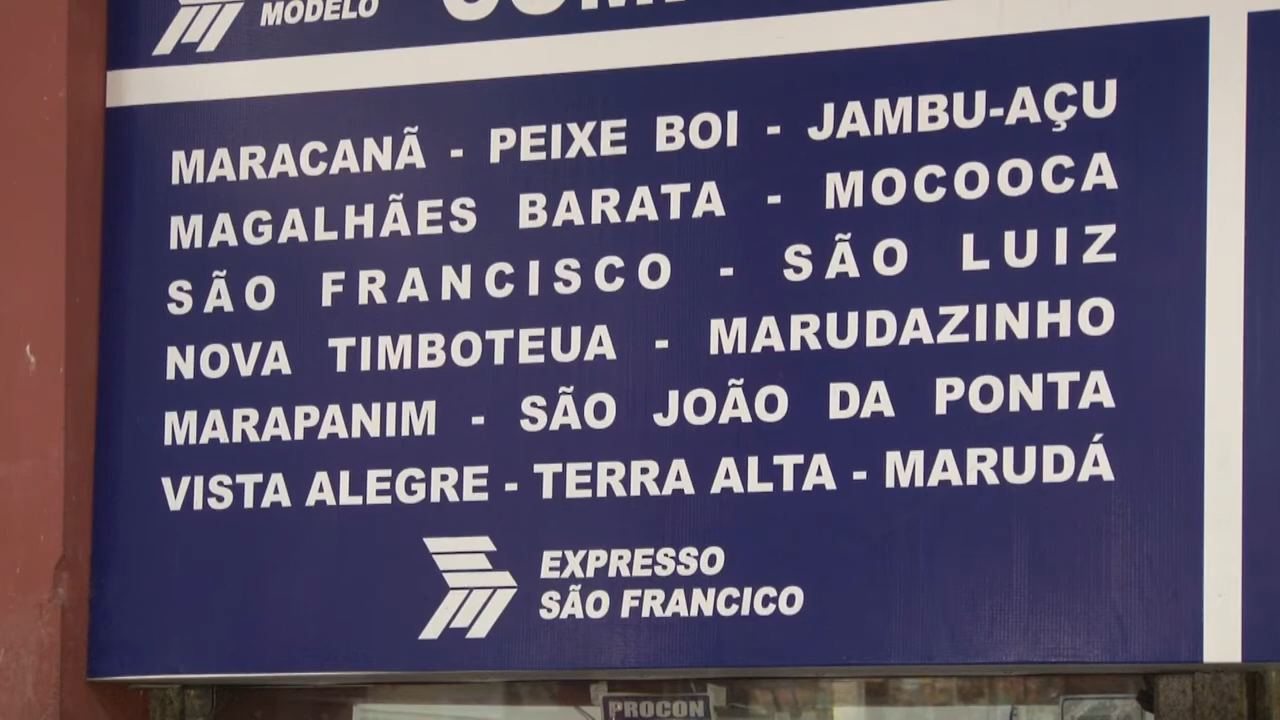 MODELO
MARACANÃ - PEIXE BOI - JAMBU-AÇU
MAGALHÃES BARATA - MOCOOCA
SÃO FRANCISCO - SÃO LUIZ
NOVA TIMBOTEUA - MARUDAZINHO
MARAPANIM - SÃO JOÃO DA PONTA
VISTA ALEGRE - TERRA ALTA - MARUDÁ
EXPRESSO
SÃO FRANCICO
PROCON